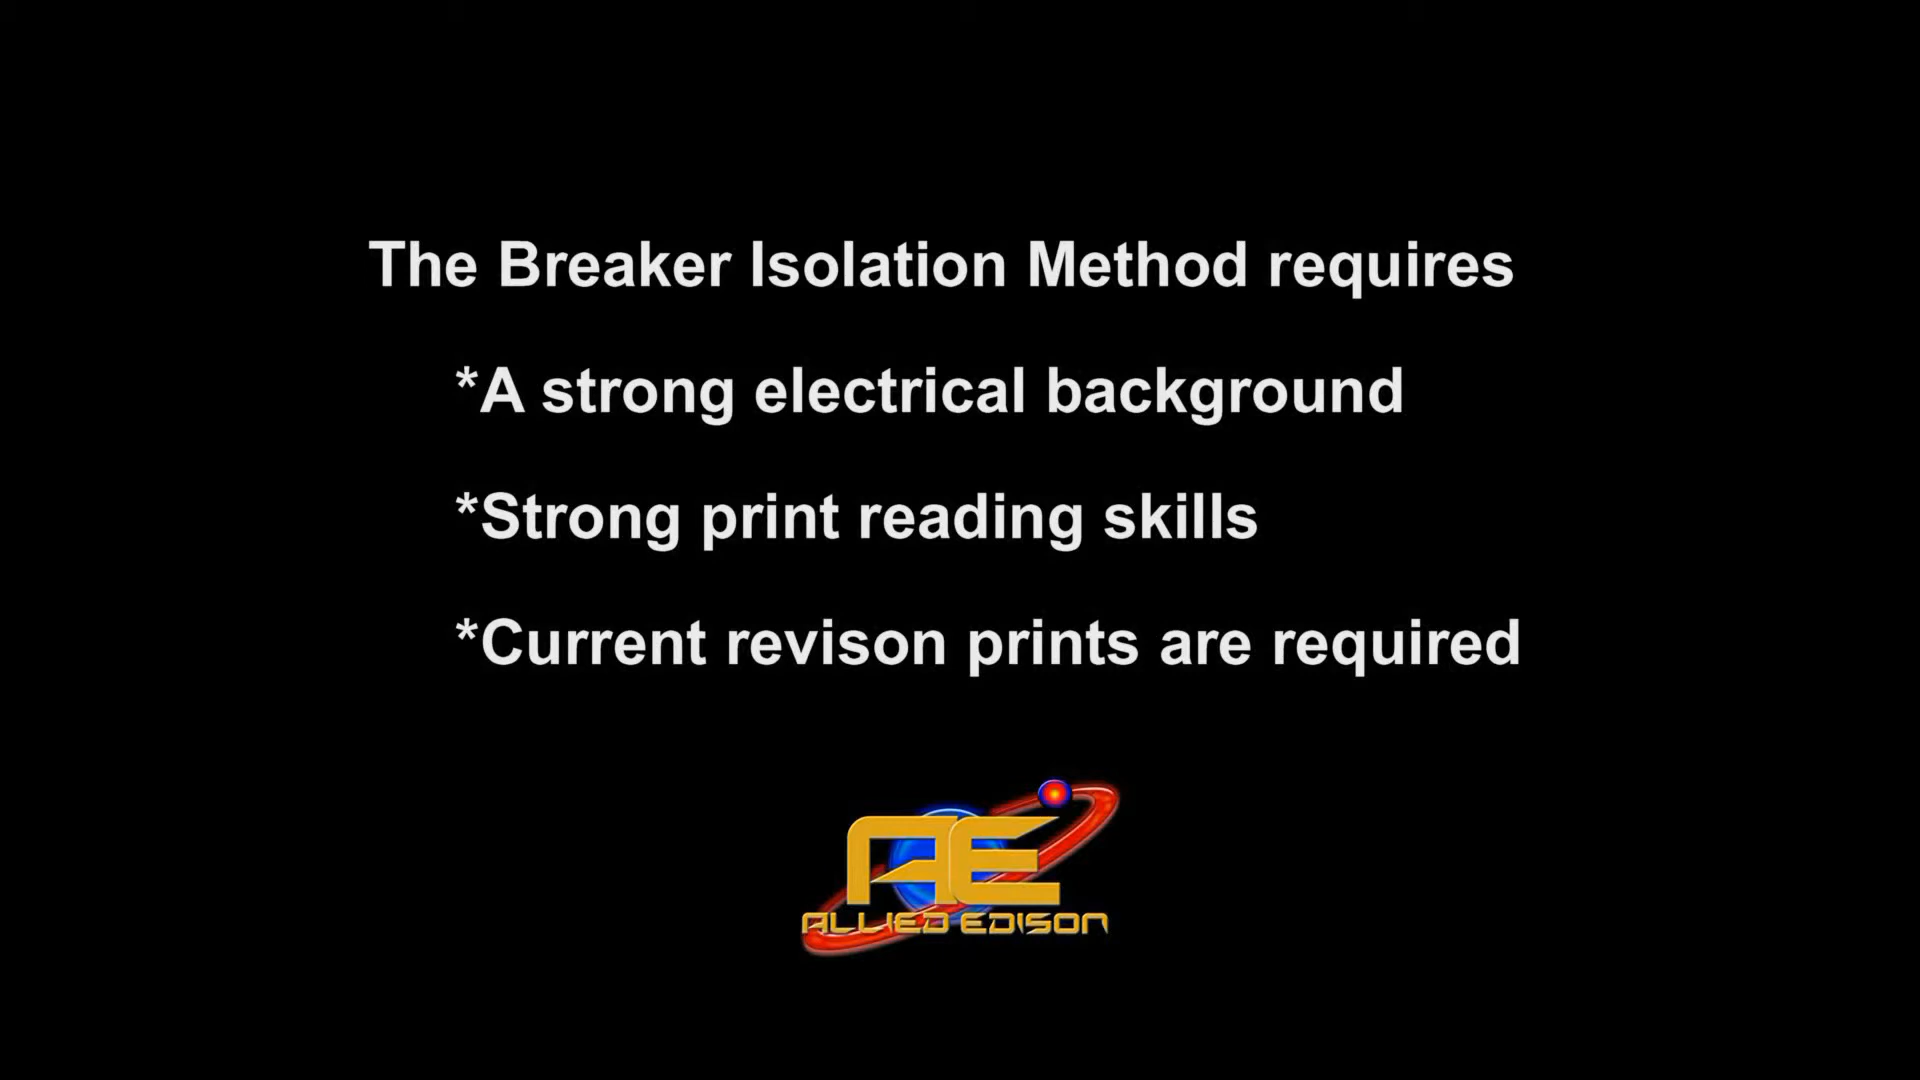 The Breaker Isolation Method requires
*A strong electrical background
*Strong print reading skills
*Current revison prints are required
AE
ALLIED EDISON